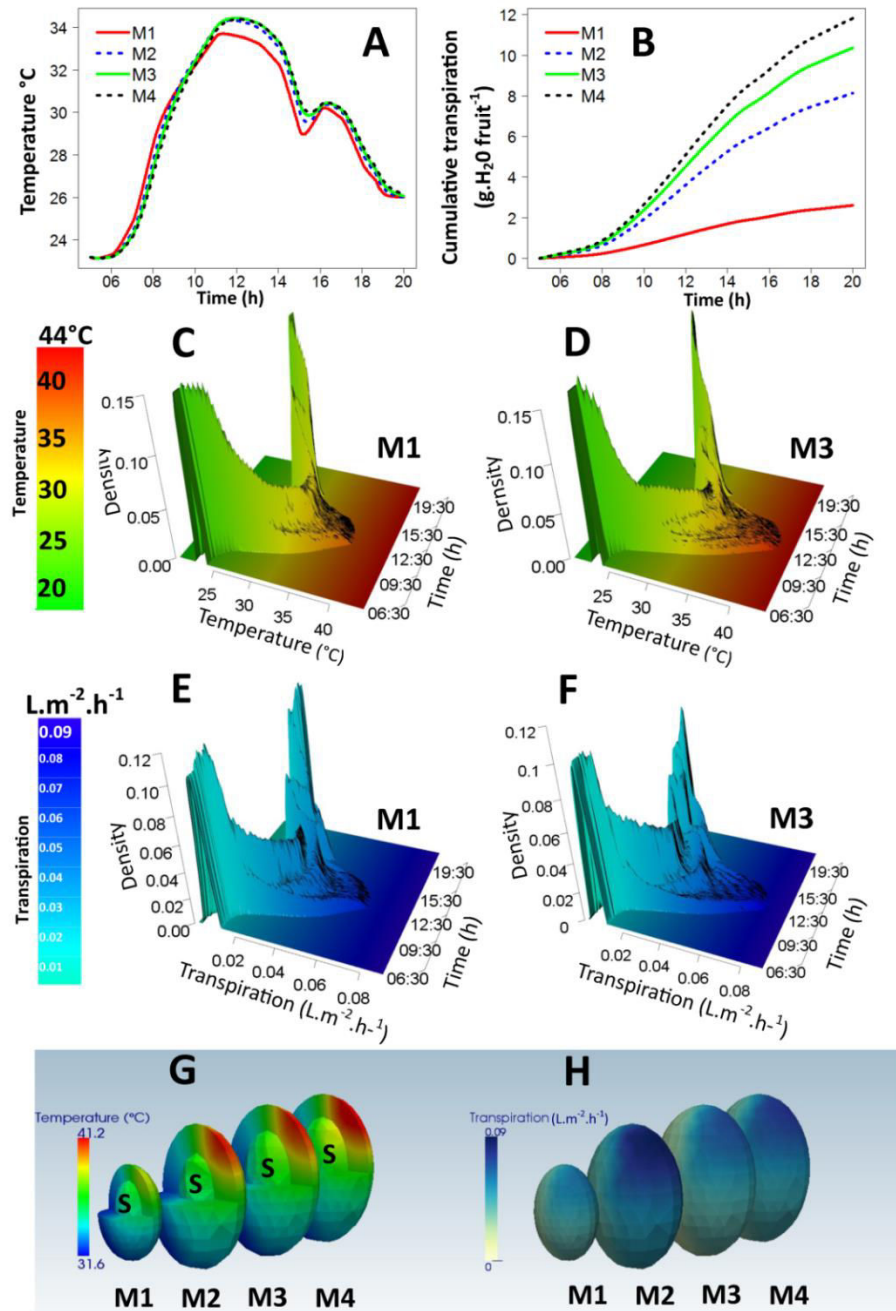 A
Temperature °C
34
32
30
28
26
24
M1
M2
M3
M4
06 08 10 12 14 16 18 20
Time (h)
B
Cumulative transpiration
(g.H20 fruit-1)
12
10
8
6
4
2
0
M1
M2
M3
M4
06 08 10 12 14 16 18 20
Time (h)
44°C
40
35
30
25
20
Temperature
C
M1
0.15
0.10
0.05
0.00
Density
25 30 35 40
Temperature (°C)
19:30
15:30
12:30
09:30
06:30
Time (h)
D
M3
0.15
0.10
0.05
0.00
Density
25 30 35 40
Temperature (°C)
19:30
15:30
12:30
09:30
06:30
Time (h)
L.m-2.h-1
0.09
0.08
0.07
0.06
0.05
0.04
0.03
0.02
0.01
Transpiration
E
M1
0.12
0.10
0.08
0.06
0.04
0.02
0.00
Density
0.02 0.04 0.06 0.08
Transpiration (L.m-2.h-1)
19:30
15:30
12:30
09:30
06:30
Time (h)
F
M3
0.12
0.1
0.08
0.06
0.04
0.02
0
Density
0.02 0.04 0.06 0.08
Transpiration (L.m-2.h-1)
19:30
15:30
12:30
09:30
06:30
Time (h)
G
Temperature (°C)
41.2
31.6
S S S S
M1 M2 M3 M4
H
Transpiration (L.m-2.h-1)
0.09
0
M1 M2 M3 M4